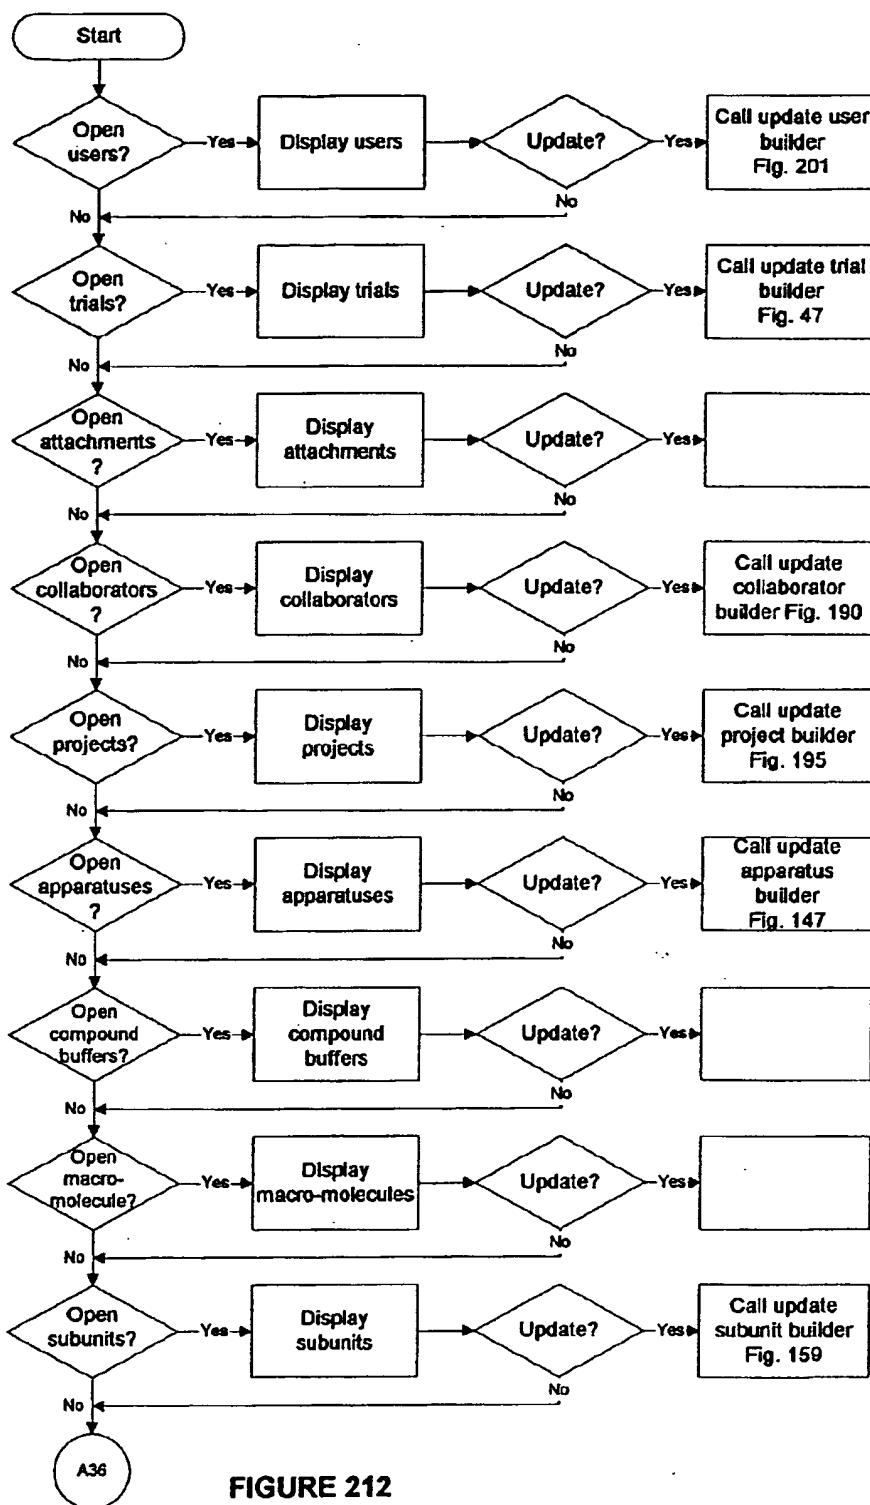 Start
Open
users?
Yes
Display users
Update?
Yes
Call update user
builder
Fig. 201
No
No
Open
trials?
Yes
Display trials
Update?
Yes
Call update trial
builder
Fig. 47
No
No
Open
attachments
?
Yes
Display
attachments
Update?
Yes
No
No
Open
collaborators
?
Yes
Display
collaborators
Update?
Yes
Call update
collaborator
builder Fig. 190
No
No
Open
projects?
Yes
Display
projects
Update?
Yes
Call update
project builder
Fig. 195
No
No
Open
apparatuses
?
Yes
Display
apparatuses
Update?
Yes
Call update
apparatus
builder
Fig. 147
No
No
Open
compound
buffers?
Yes
Display
compound
buffers
Update?
Yes
No
No
Open
macro-
molecule?
Yes
Display
macro-molecules
Update?
Yes
No
No
Open
subunits?
Yes
Display
subunits
Update?
Yes
Call update
subunit builder
Fig. 159
No
No
A36
FIGURE 212